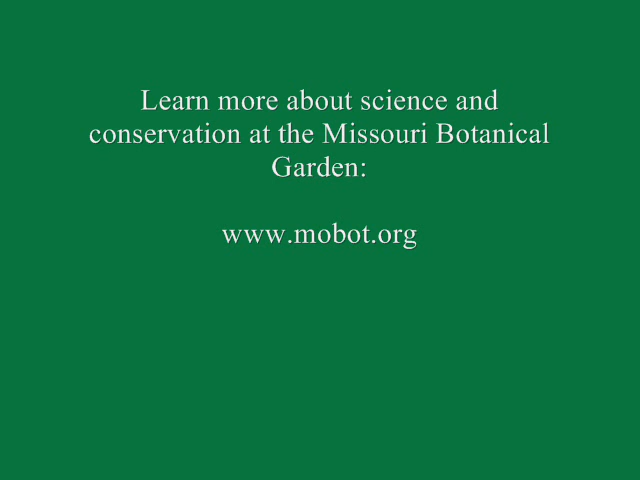 Learn more about science and
conservation at the Missouri Botanical
Garden:
www.mobot.org